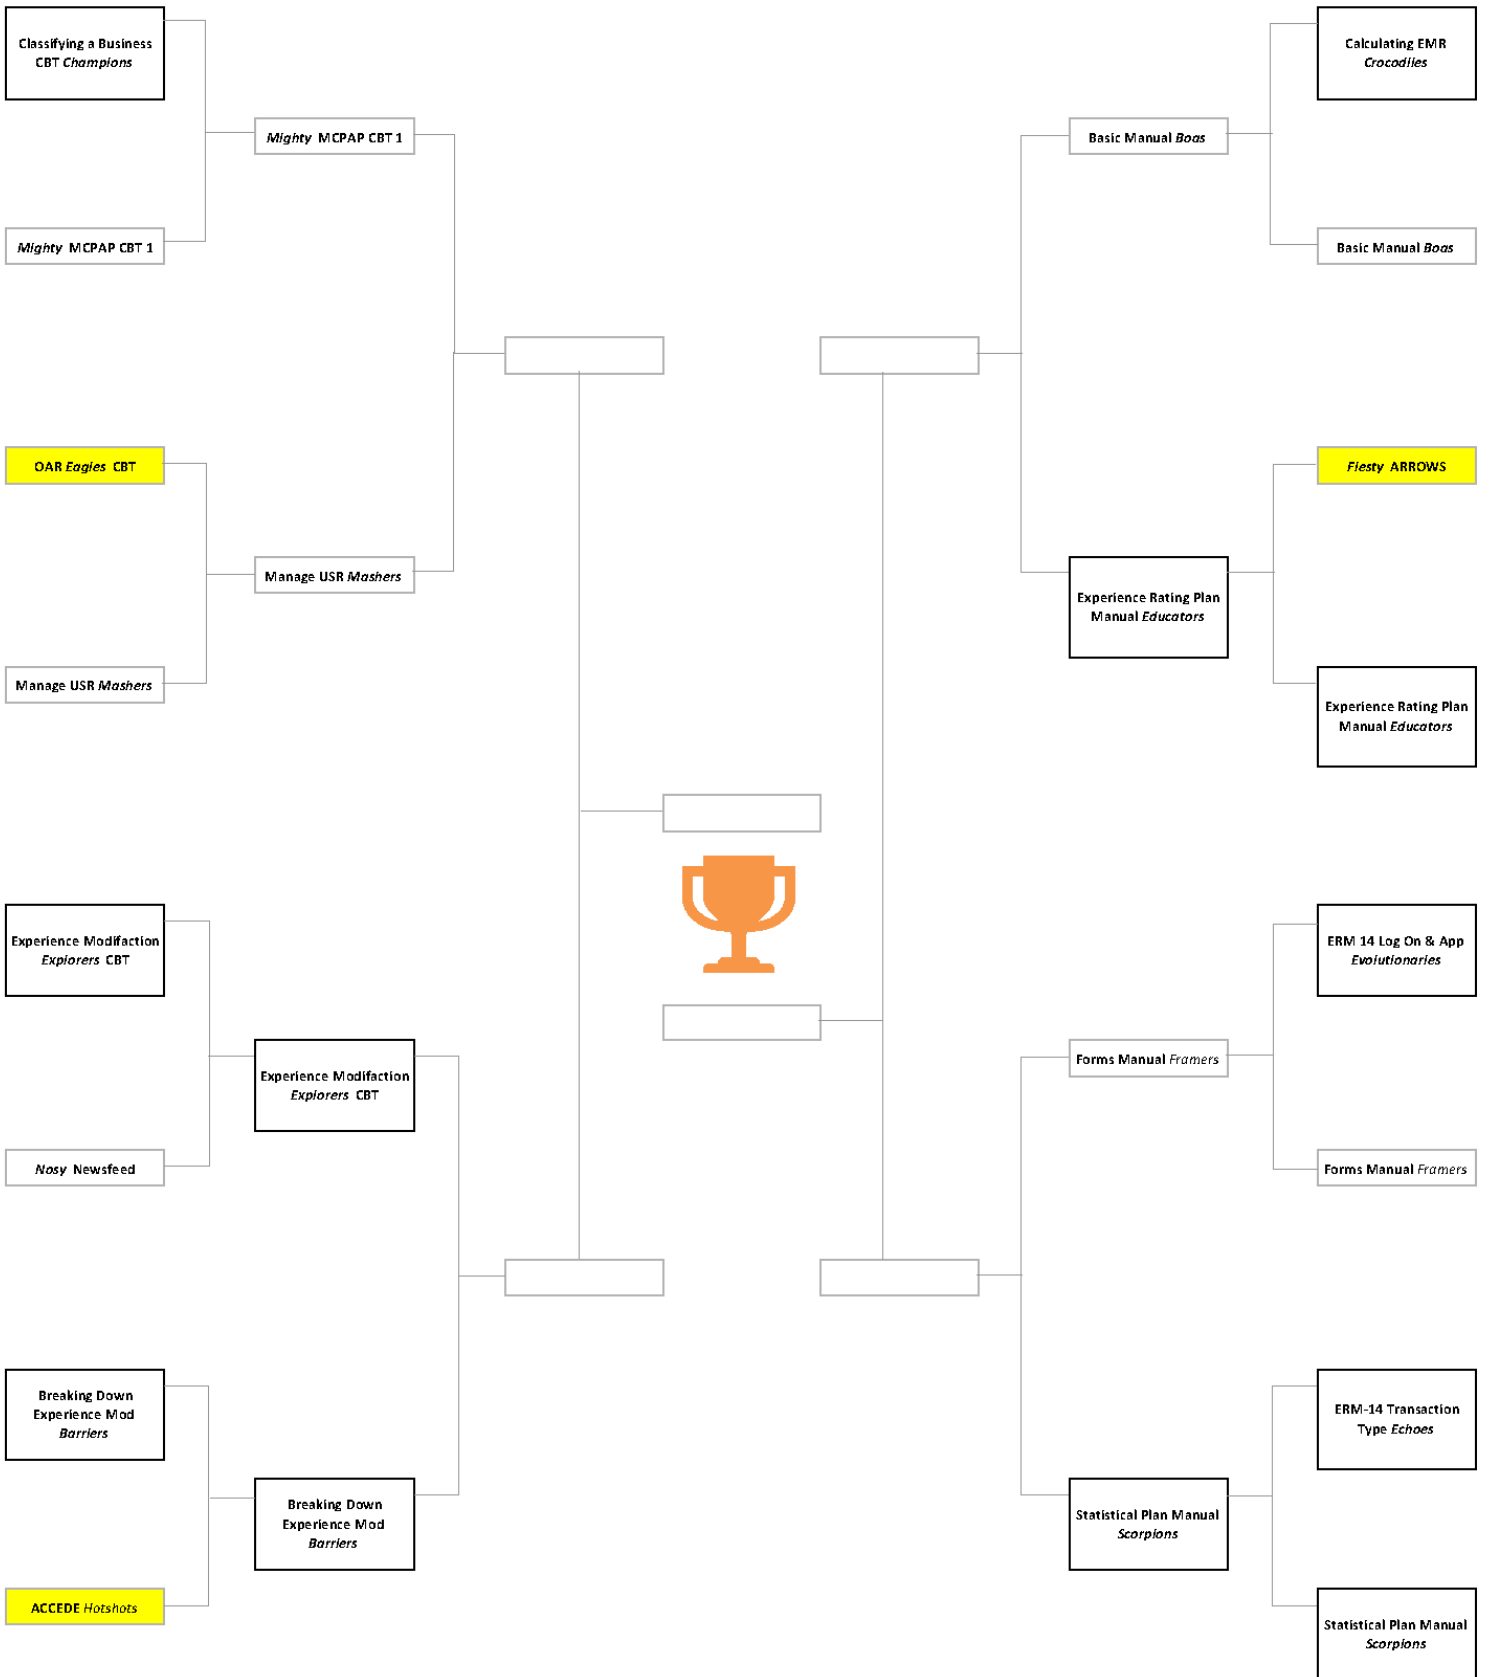 Classifying a Business
CBT Champions
Calculating EMR
Crocodiles
Mighty MCPAP CBT 1
Basic Manual Boas
Mighty MCPAP CBT 1
Basic Manual Boas
OAR Eagles CBT
Fiesty ARROWS
Manage USR Mashers
Experience Rating Plan
Manual Educators
Manage USR Mashers
Experience Rating Plan
Manual Educators
Experience Modifaction
Explorers CBT
ERM 14 Log On & App
Evolutionaries
Experience Modifaction
Explorers CBT
Forms Manual Framers
Nosy Newsfeed
Forms Manual Framers
Breaking Down
Experience Mod
Barriers
ERM-14 Transaction
Type Echoes
Breaking Down
Experience Mod
Barriers
Statistical Plan Manual
Scorpions
ACCEDE Hotshots
Statistical Plan Manual
Scorpions